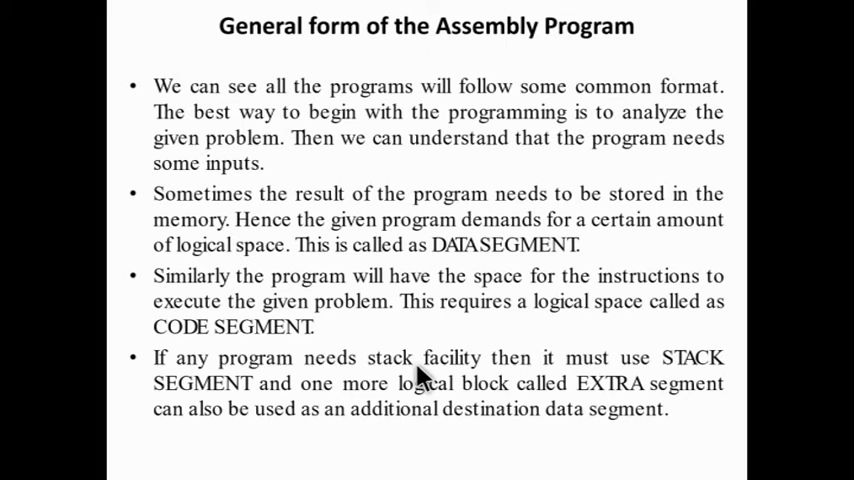 General form of the Assembly Program
• We can see all the programs will follow some common format.
The best way to begin with the programming is to analyze the
given problem. Then we can understand that the program needs
some inputs.
• Sometimes the result of the program needs to be stored in the
memory. Hence the given program demands for a certain amount
of logical space. This is called as DATA SEGMENT.
• Similarly the program will have the space for the instructions to
execute the given problem. This requires a logical space called as
CODE SEGMENT.
• If any program needs stack facility then it must use STACK
SEGMENT and one more logical block called EXTRA segment
can also be used as an additional destination data segment.